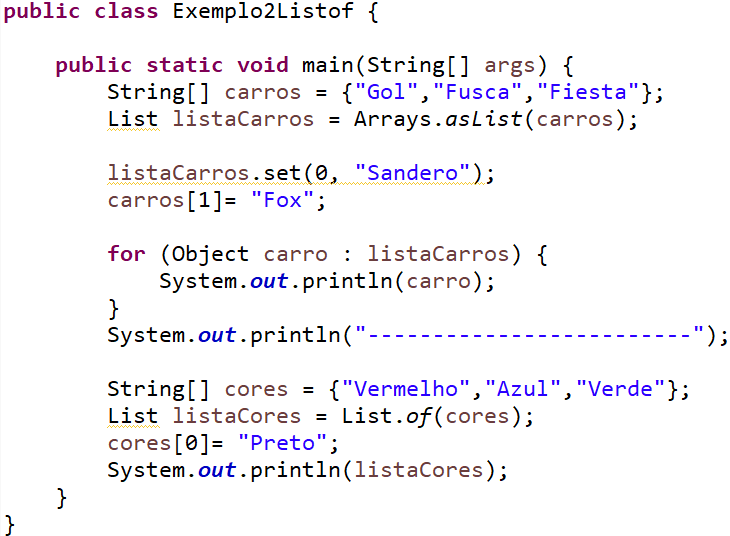 public class Exemplo2Listof {
public static void main(String[] args) {
String[] carros = {"Gol","Fusca","Fiesta"};
List listaCarros = Arrays.asList(carros);
listaCarros.set(0, "Sandero");
carros[1]= "Fox";
for (Object carro : listaCarros) {
System.out.println(carro);
}
System.out.println("-------------------------");
String[] cores = {"Vermelho","Azul","Verde"};
List listaCores = List.of(cores);
cores[0]= "Preto";
System.out.println(listaCores);
}
}